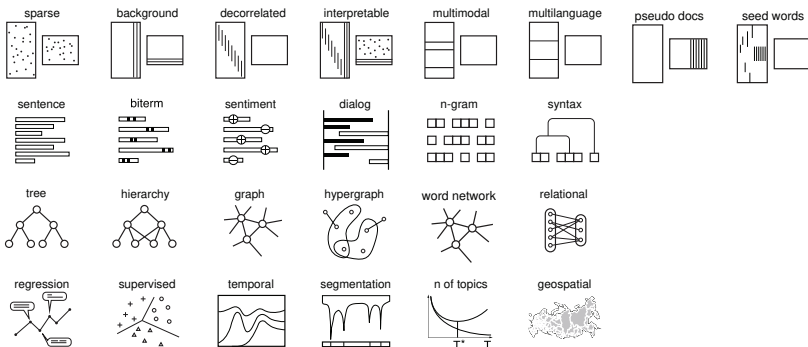 sparse background decorrelated interpretable multimodal multilanguage pseudo docs seed words
sentence biterm sentiment dialog n-gram syntax
tree hierarchy graph hypergraph word network relational
regression supervised temporal segmentation n of topics geospatial
T* T